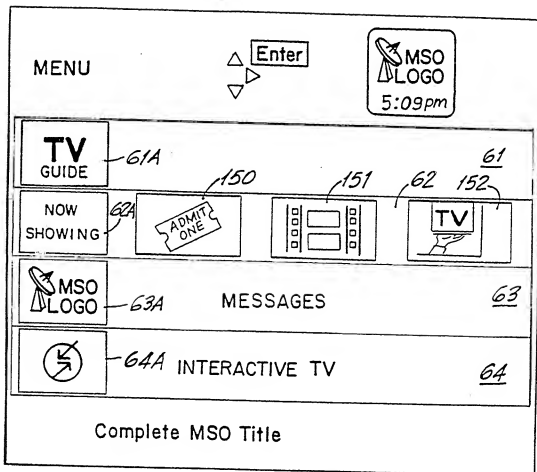 MENU
Enter
MSO
LOGO
5:09pm
TV
GUIDE
61A
61
NOW
SHOWING
62A
150
ADMIT
ONE
151
62
152
TV
MSO
LOGO
63A
MESSAGES
63
64A
INTERACTIVE TV
64
Complete MSO Title